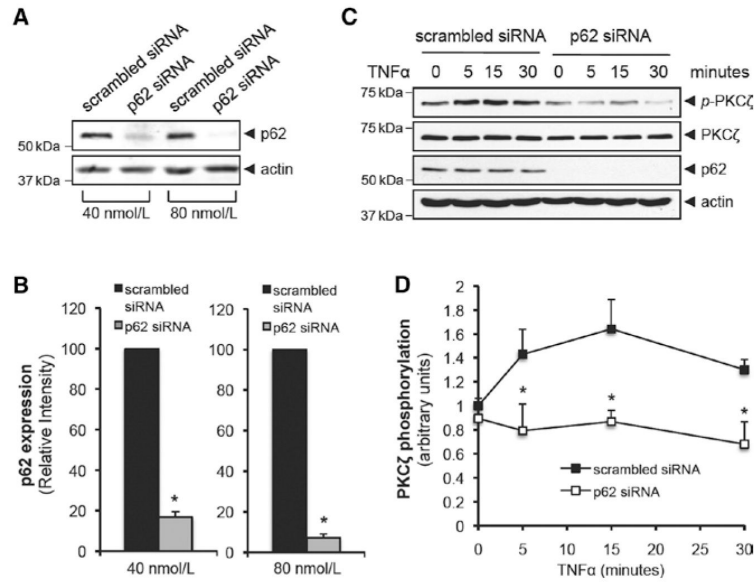 A
scrambled siRNA
p62 siRNA
scrambled siRNA
p62 siRNA
50 kDa
p62
37 kDa
actin
40 nmol/L
80 nmol/L
B
scrambled siRNA
p62 siRNA
scrambled siRNA
p62 siRNA
p62 expression
(Relative Intensity)
120
100
80
60
40
20
0
*
40 nmol/L
120
100
80
60
40
20
0
*
80 nmol/L
C
scrambled siRNA p62 siRNA
TNFα 0 5 15 30 0 5 15 30 minutes
75 kDa
p-PKCζ
75 kDa
PKCζ
50 kDa
p62
37 kDa
actin
D
PKCζ phosphorylation
(arbitrary units)
2
1.8
1.6
1.4
1.2
1
0.8
0.6
0.4
0.2
0
* * *
scrambled siRNA
p62 siRNA
0 5 10 15 20 25 30
TNFα (minutes)